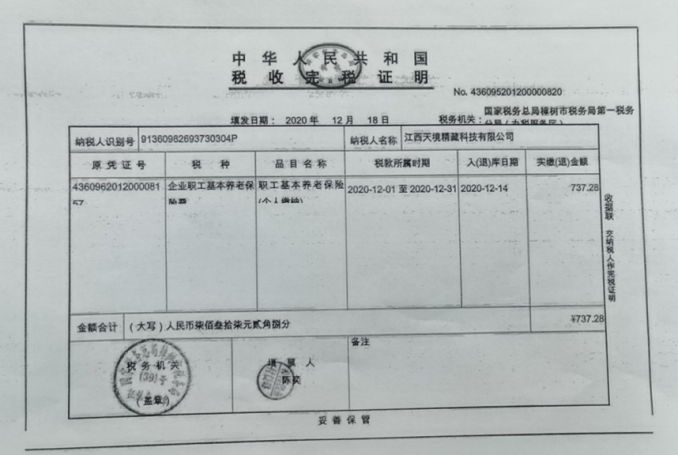 中华人民共和国
税收完税证明
No. 436095201200000820
填发日期： 2020 年 12 月 18 日 税务机关： 国家税务总局樟树市税务局第一税务
纳税人识别号 91360982693730304P 纳税人名称 江西天境精藏科技有限公司
原凭证号 税 种 品目名称 税款所属时期 入(退)库日期 实缴(退)金额
4360962012000081 企业职工基本养老保 职工基本养老保险 2020-12-01 至 2020-12-31 2020-12-14 737.28
57 险费 (个人缴纳)
收据联 交纳税人作完税证明
金额合计 (大写) 人民币柒佰叁拾柒元贰角捌分 ¥737.28
税务机关 填票人 备注
(盖章) 陈奕
妥善保管